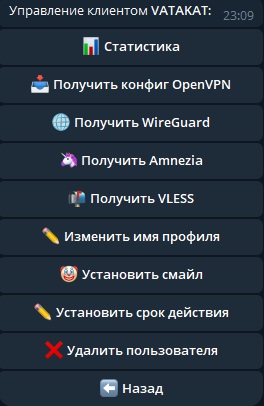 Управление клиентом VATAKAT:
23:09
Статистика
Получить конфиг OpenVPN
Получить WireGuard
Получить Amnezia
Получить VLESS
Изменить имя профиля
Установить смайл
Установить срок действия
Удалить пользователя
Назад